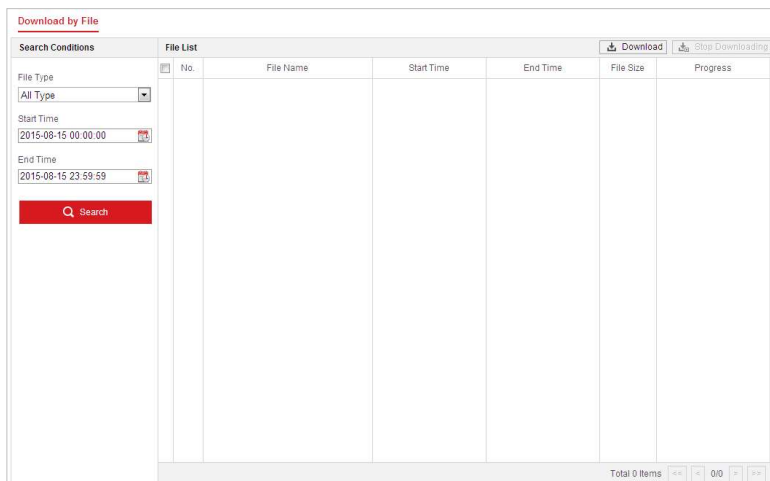 Download by File
Search Conditions
File List
Download
Stop Downloading
File Type
All Type
Start Time
2015-08-15 00:00:00
End Time
2015-08-15 23:59:59
Search
No.
File Name
Start Time
End Time
File Size
Progress
Total 0 Items << < 0/0 > >>